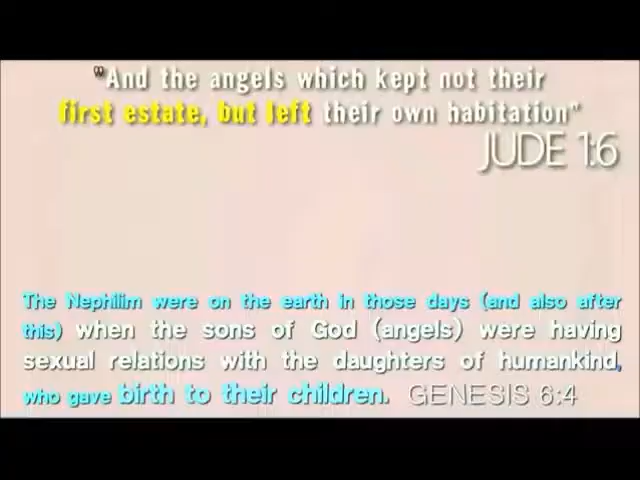 "And the angels which kept not their
first estate, but left their own habitation"
JUDE 1:6
The Nephilim were on the earth in those days (and also after
this) when the sons of God (angels) were having
sexual relations with the daughters of humankind,
who gave birth to their children. GENESIS 6:4